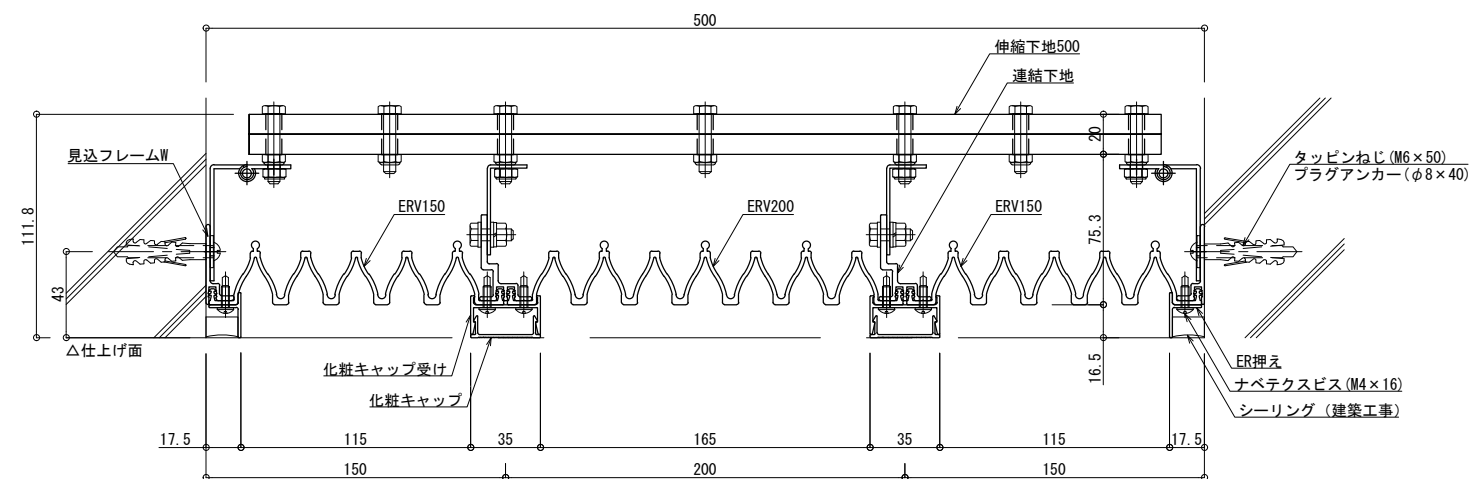 500
伸縮下地500
連結下地
20
見込フレームW
タッピンねじ(M6×50)
プラグアンカー(φ8×40)
ERV150
ERV200
ERV150
111.8
75.3
43
△仕上げ面
16.5
化粧キャップ受け
化粧キャップ
ER押え
ナベテクスビス(M4×16)
シーリング(建築工事)
17.5
115
35
165
35
115
17.5
150
200
150